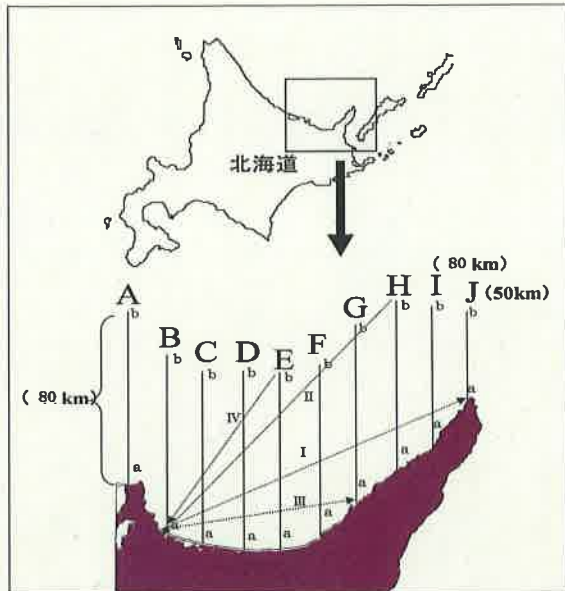 北海道
( 80 km)
A H I J (50km)
b b b b
G
b
B F
b b
C D E
b b b
( 80 km)
IV II
I
a
a
III
a a
a a
a a
a a a